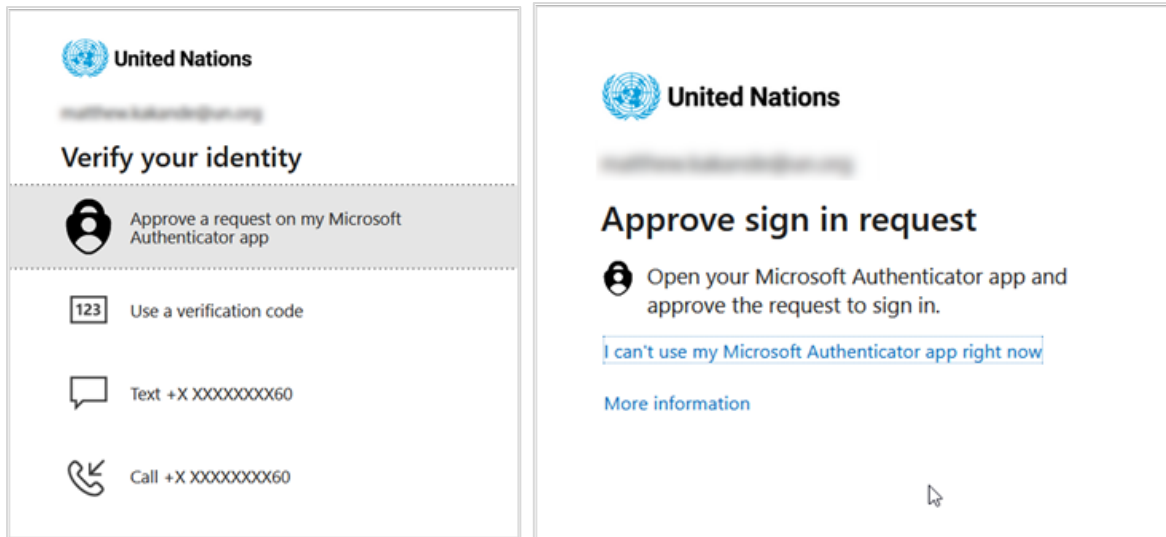 United Nations
Verify your identity
Approve a request on my Microsoft
Authenticator app
123
Use a verification code
Text +X XXXXXXXX60
Call +X XXXXXXXX60
United Nations
Approve sign in request
Open your Microsoft Authenticator app and
approve the request to sign in.
I can't use my Microsoft Authenticator app right now
More information